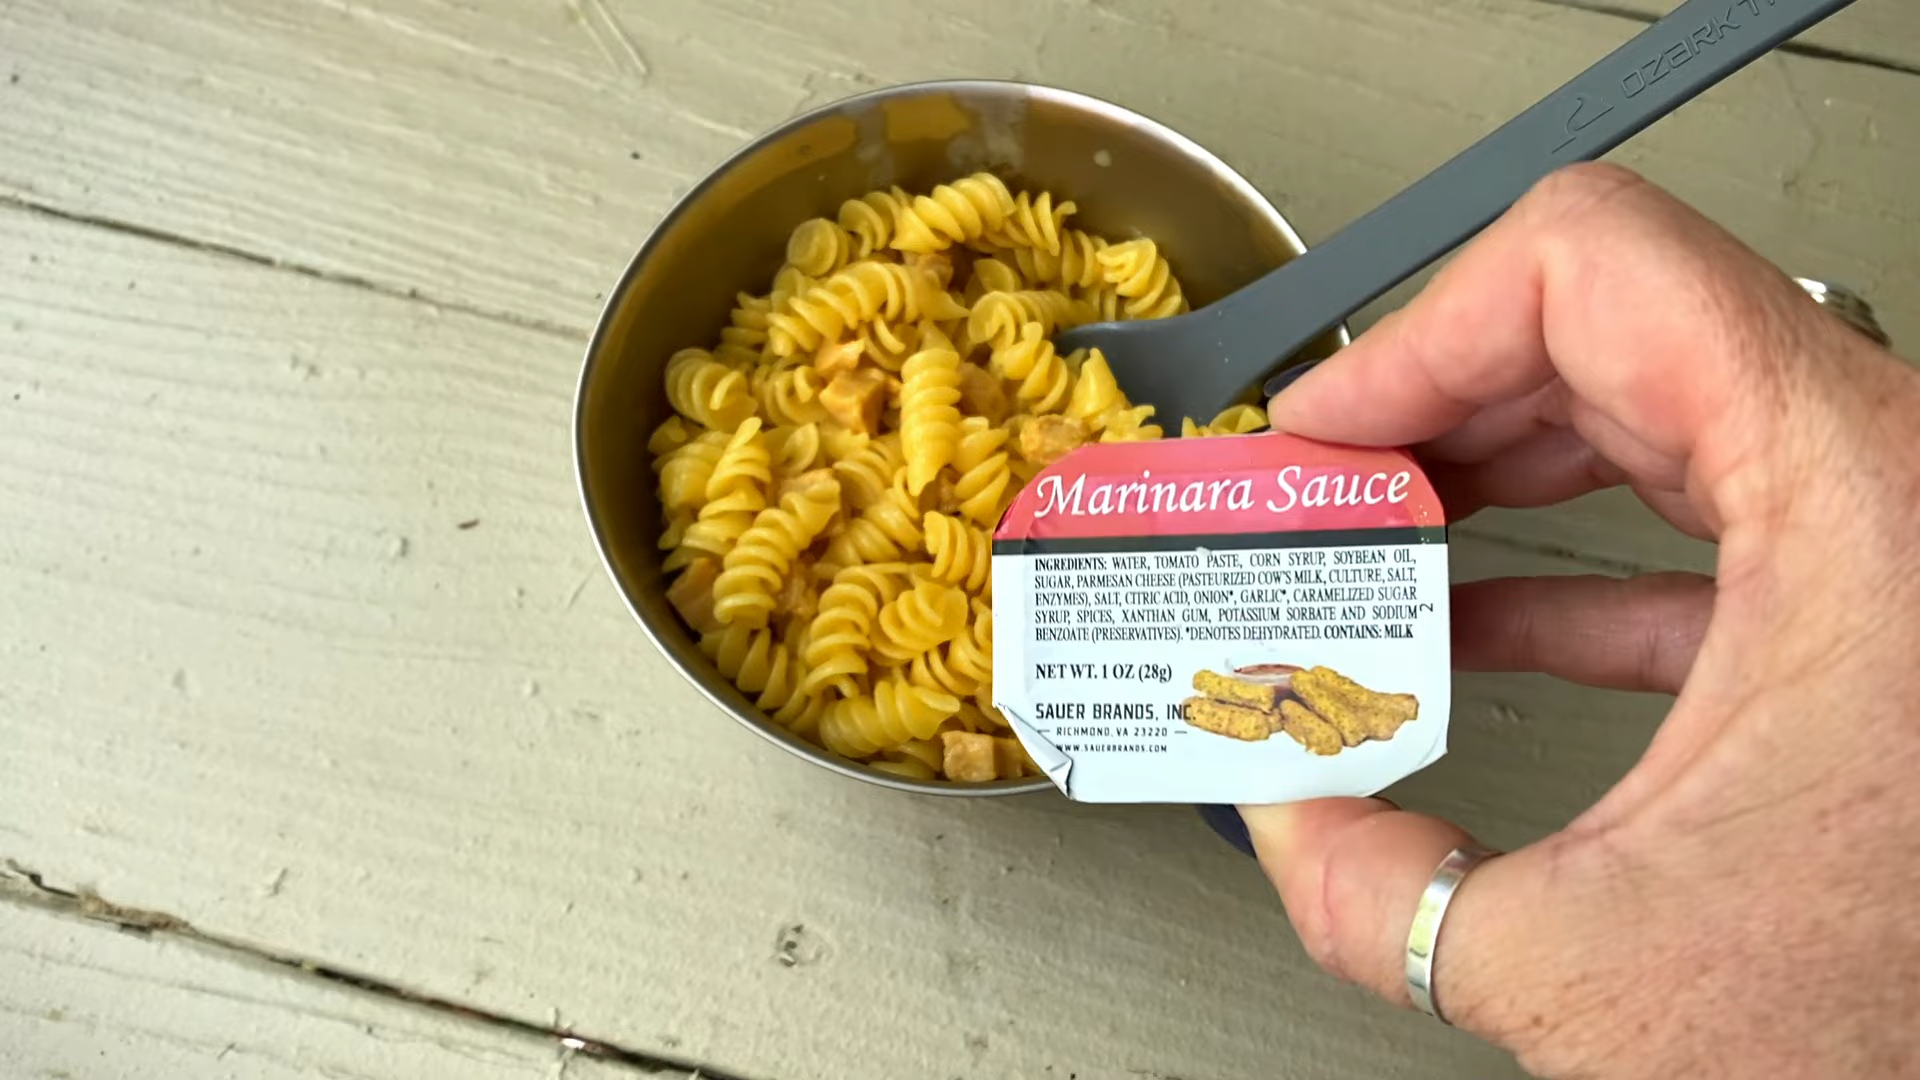 OZARK
Marinara Sauce
INGREDIENTS: WATER, TOMATO PASTE, CORN SYRUP, SOYBEAN OIL,
SUGAR, PARMESAN CHEESE (PASTEURIZED COW'S MILK, CULTURE, SALT,
ENZYMES), SALT, CITRIC ACID, ONION*, GARLIC*, CARAMELIZED SUGAR
SYRUP, SPICES, XANTHAN GUM, POTASSIUM SORBATE AND SODIUM
BENZOATE (PRESERVATIVES). *DENOTES DEHYDRATED. CONTAINS: MILK
2
NET WT. 1 OZ (28g)
SAUER BRANDS, INC.
RICHMOND, VA 23220
WWW.SAUERBRANDS.COM